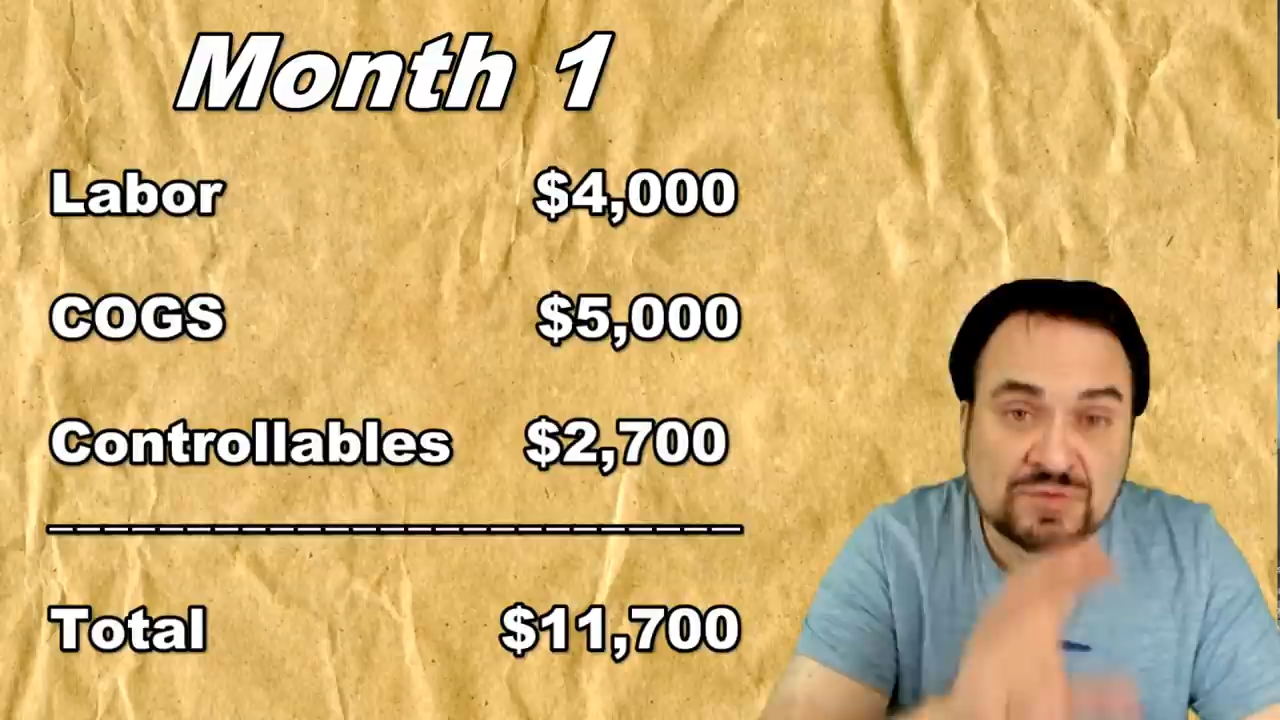 Month 1
Labor $4,000
COGS $5,000
Controllables $2,700
Total $11,700